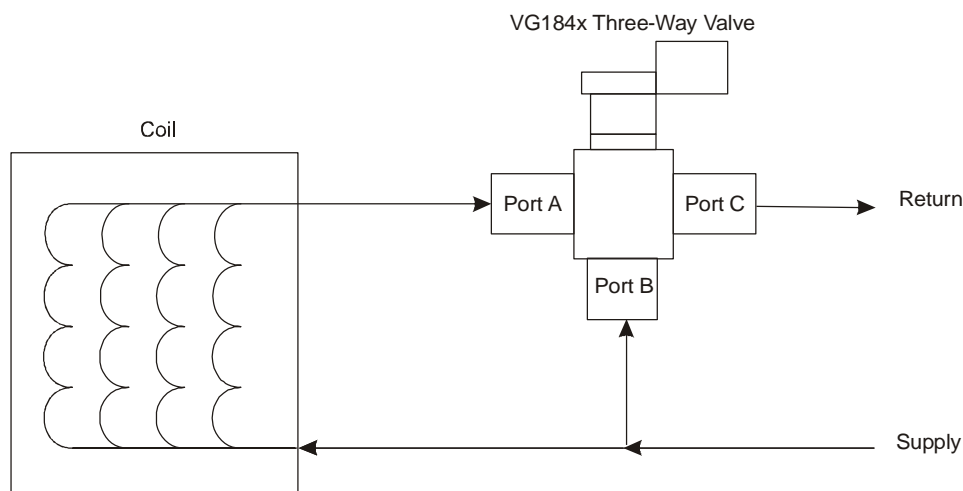 VG184x Three-Way Valve
Coil
Port A
Port C
Return
Port B
Supply